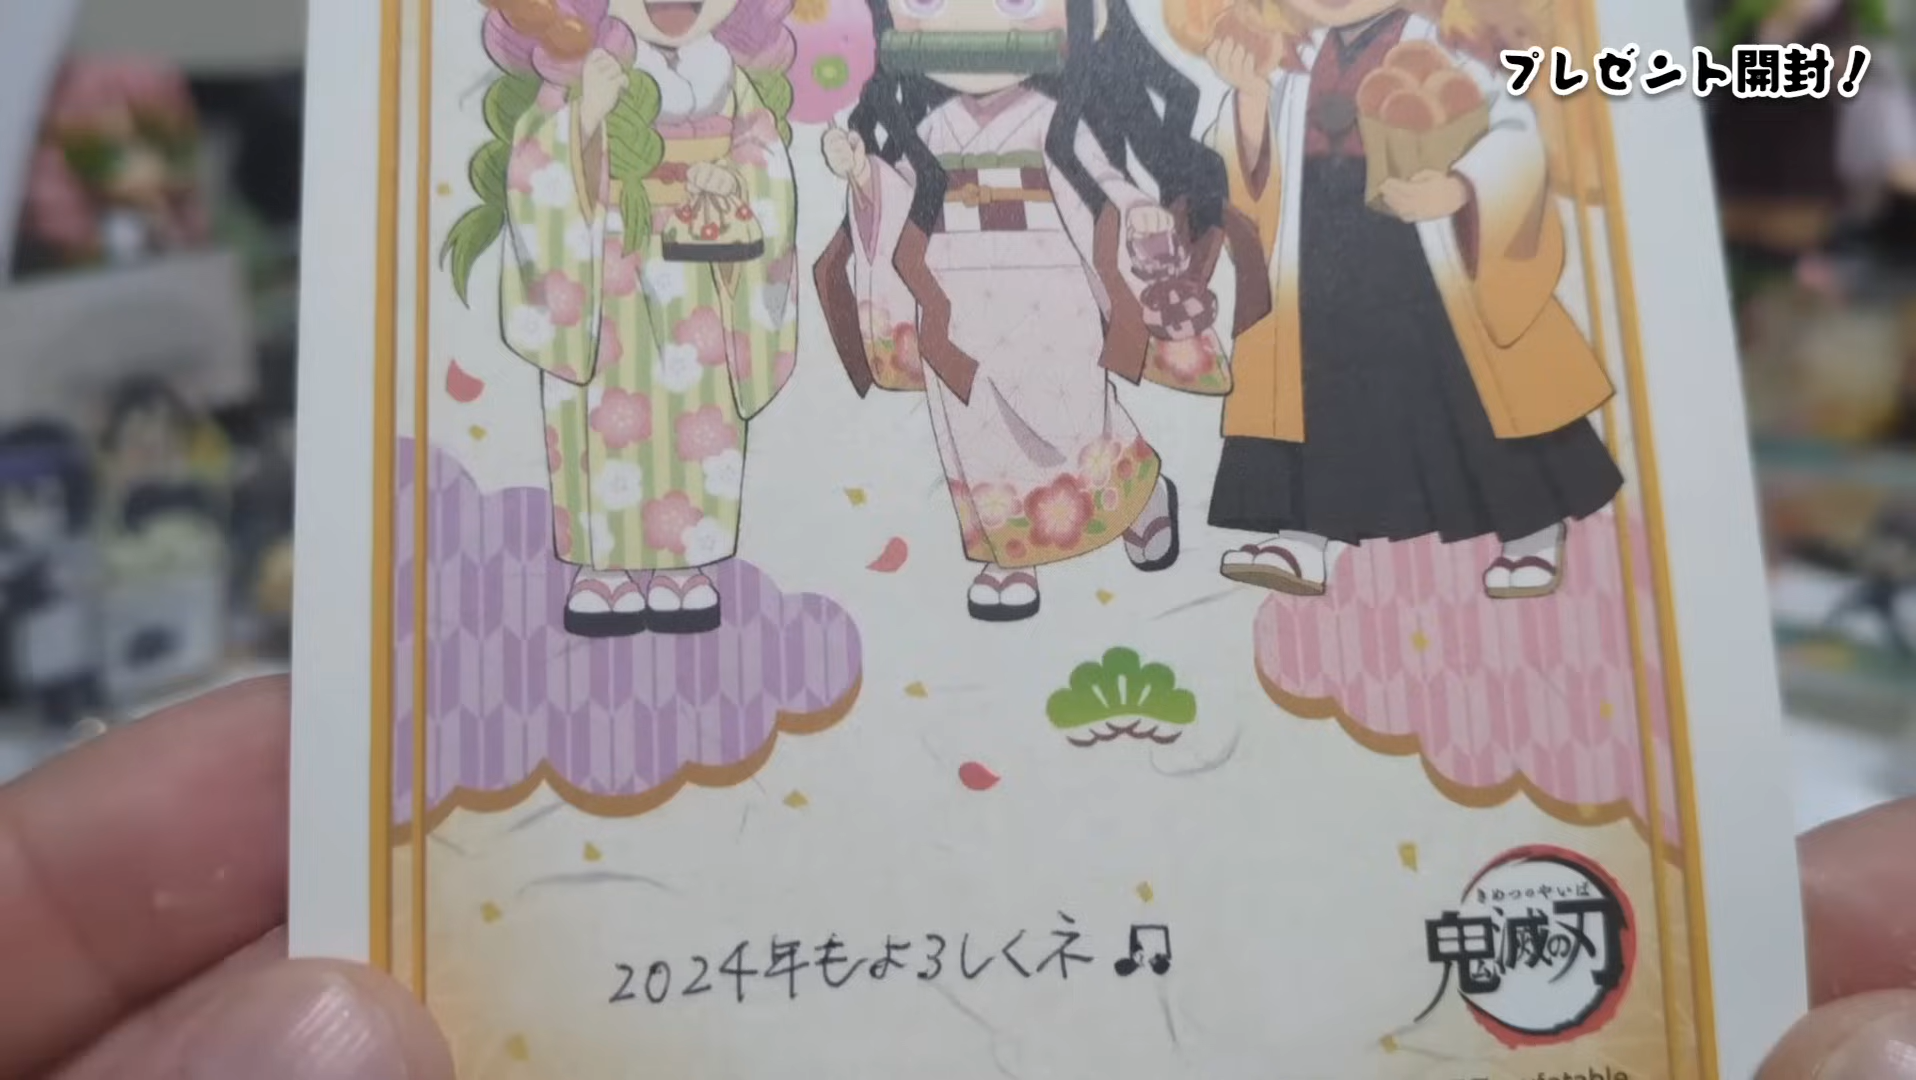 プレゼント開封！
2024年もよろしくネ♫
きめつのやいば
鬼滅の刃
ufotable